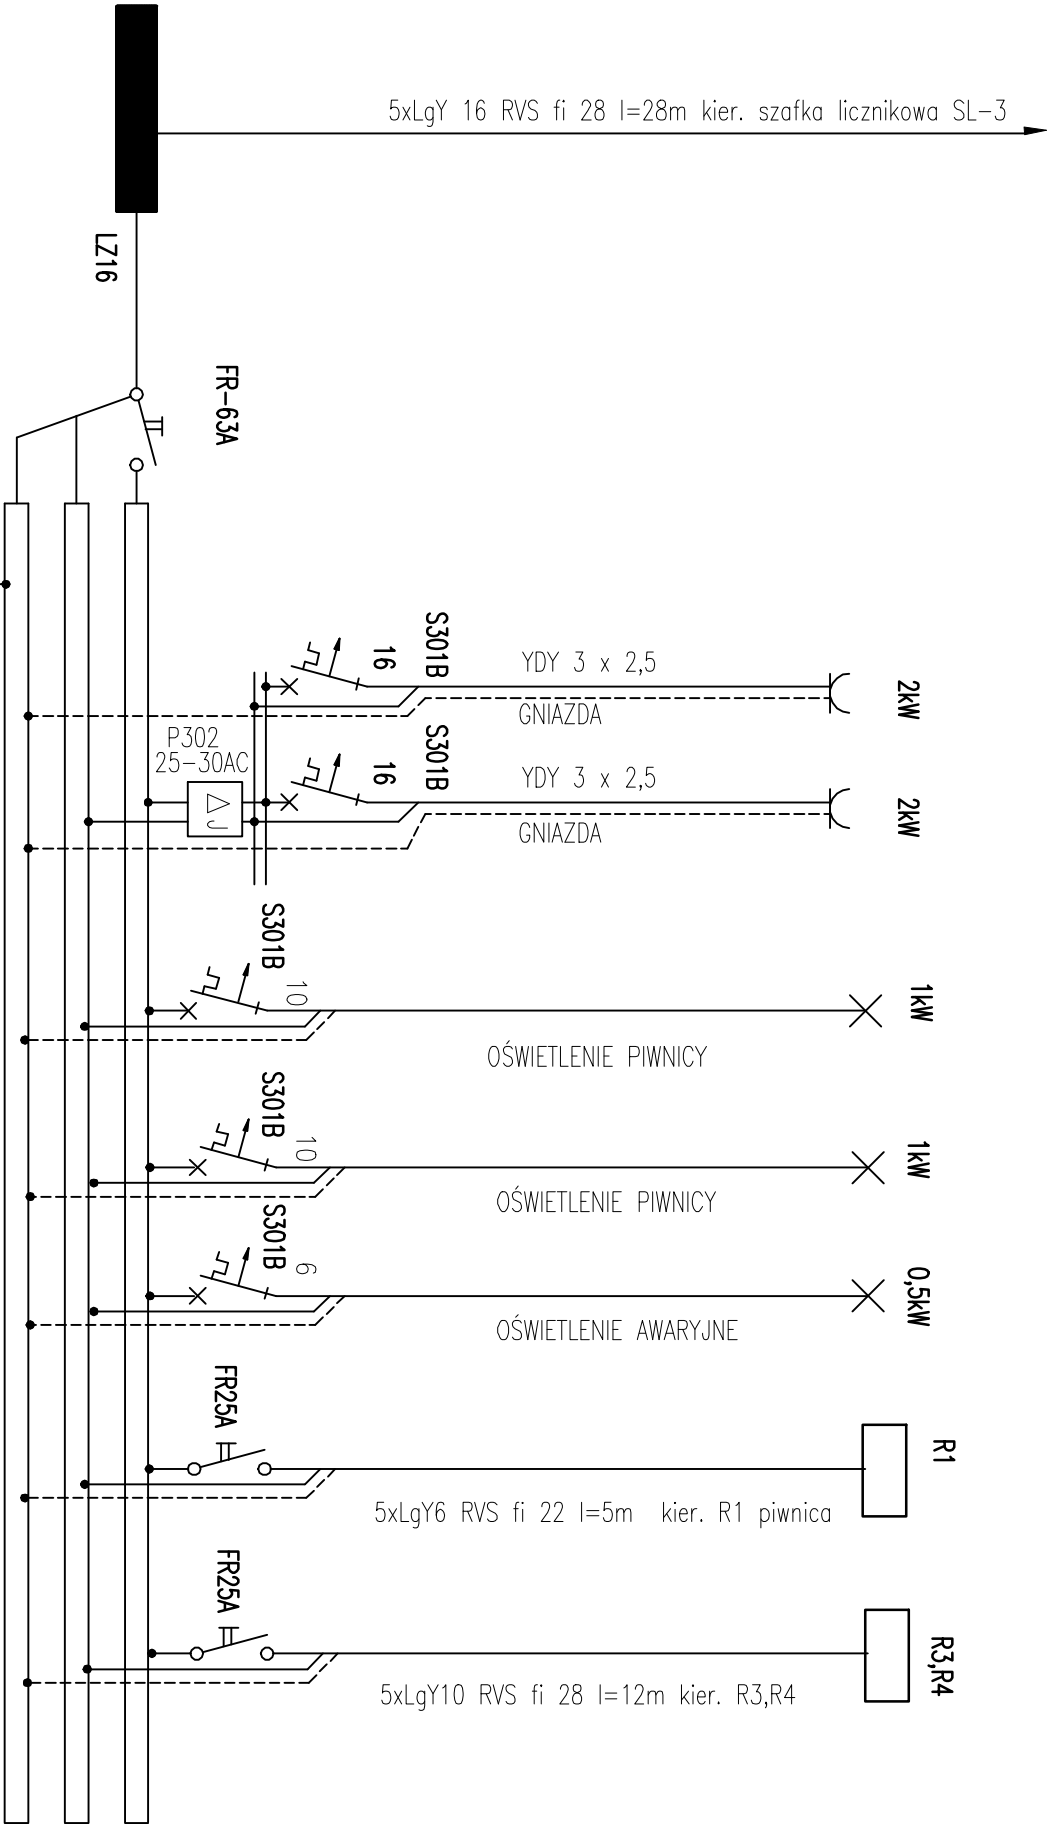 5xLgY 16 RVS fi 28 l=28m kier. szafka licznikowa SL-3
LZ16
FR-63A
S301B
16
YDY 3 x 2,5
GNIAZDA
2kW
P302
25-30AC
S301B
16
YDY 3 x 2,5
GNIAZDA
2kW
△J
S301B
10
OŚWIETLENIE PIWNICY
1kW
S301B
10
OŚWIETLENIE PIWNICY
1kW
S301B
6
OŚWIETLENIE AWARYJNE
0,5kW
FR25A
5xLgY6 RVS fi 22 l=5m kier. R1 piwnica
R1
FR25A
5xLgY10 RVS fi 28 l=12m kier. R3,R4
R3,R4